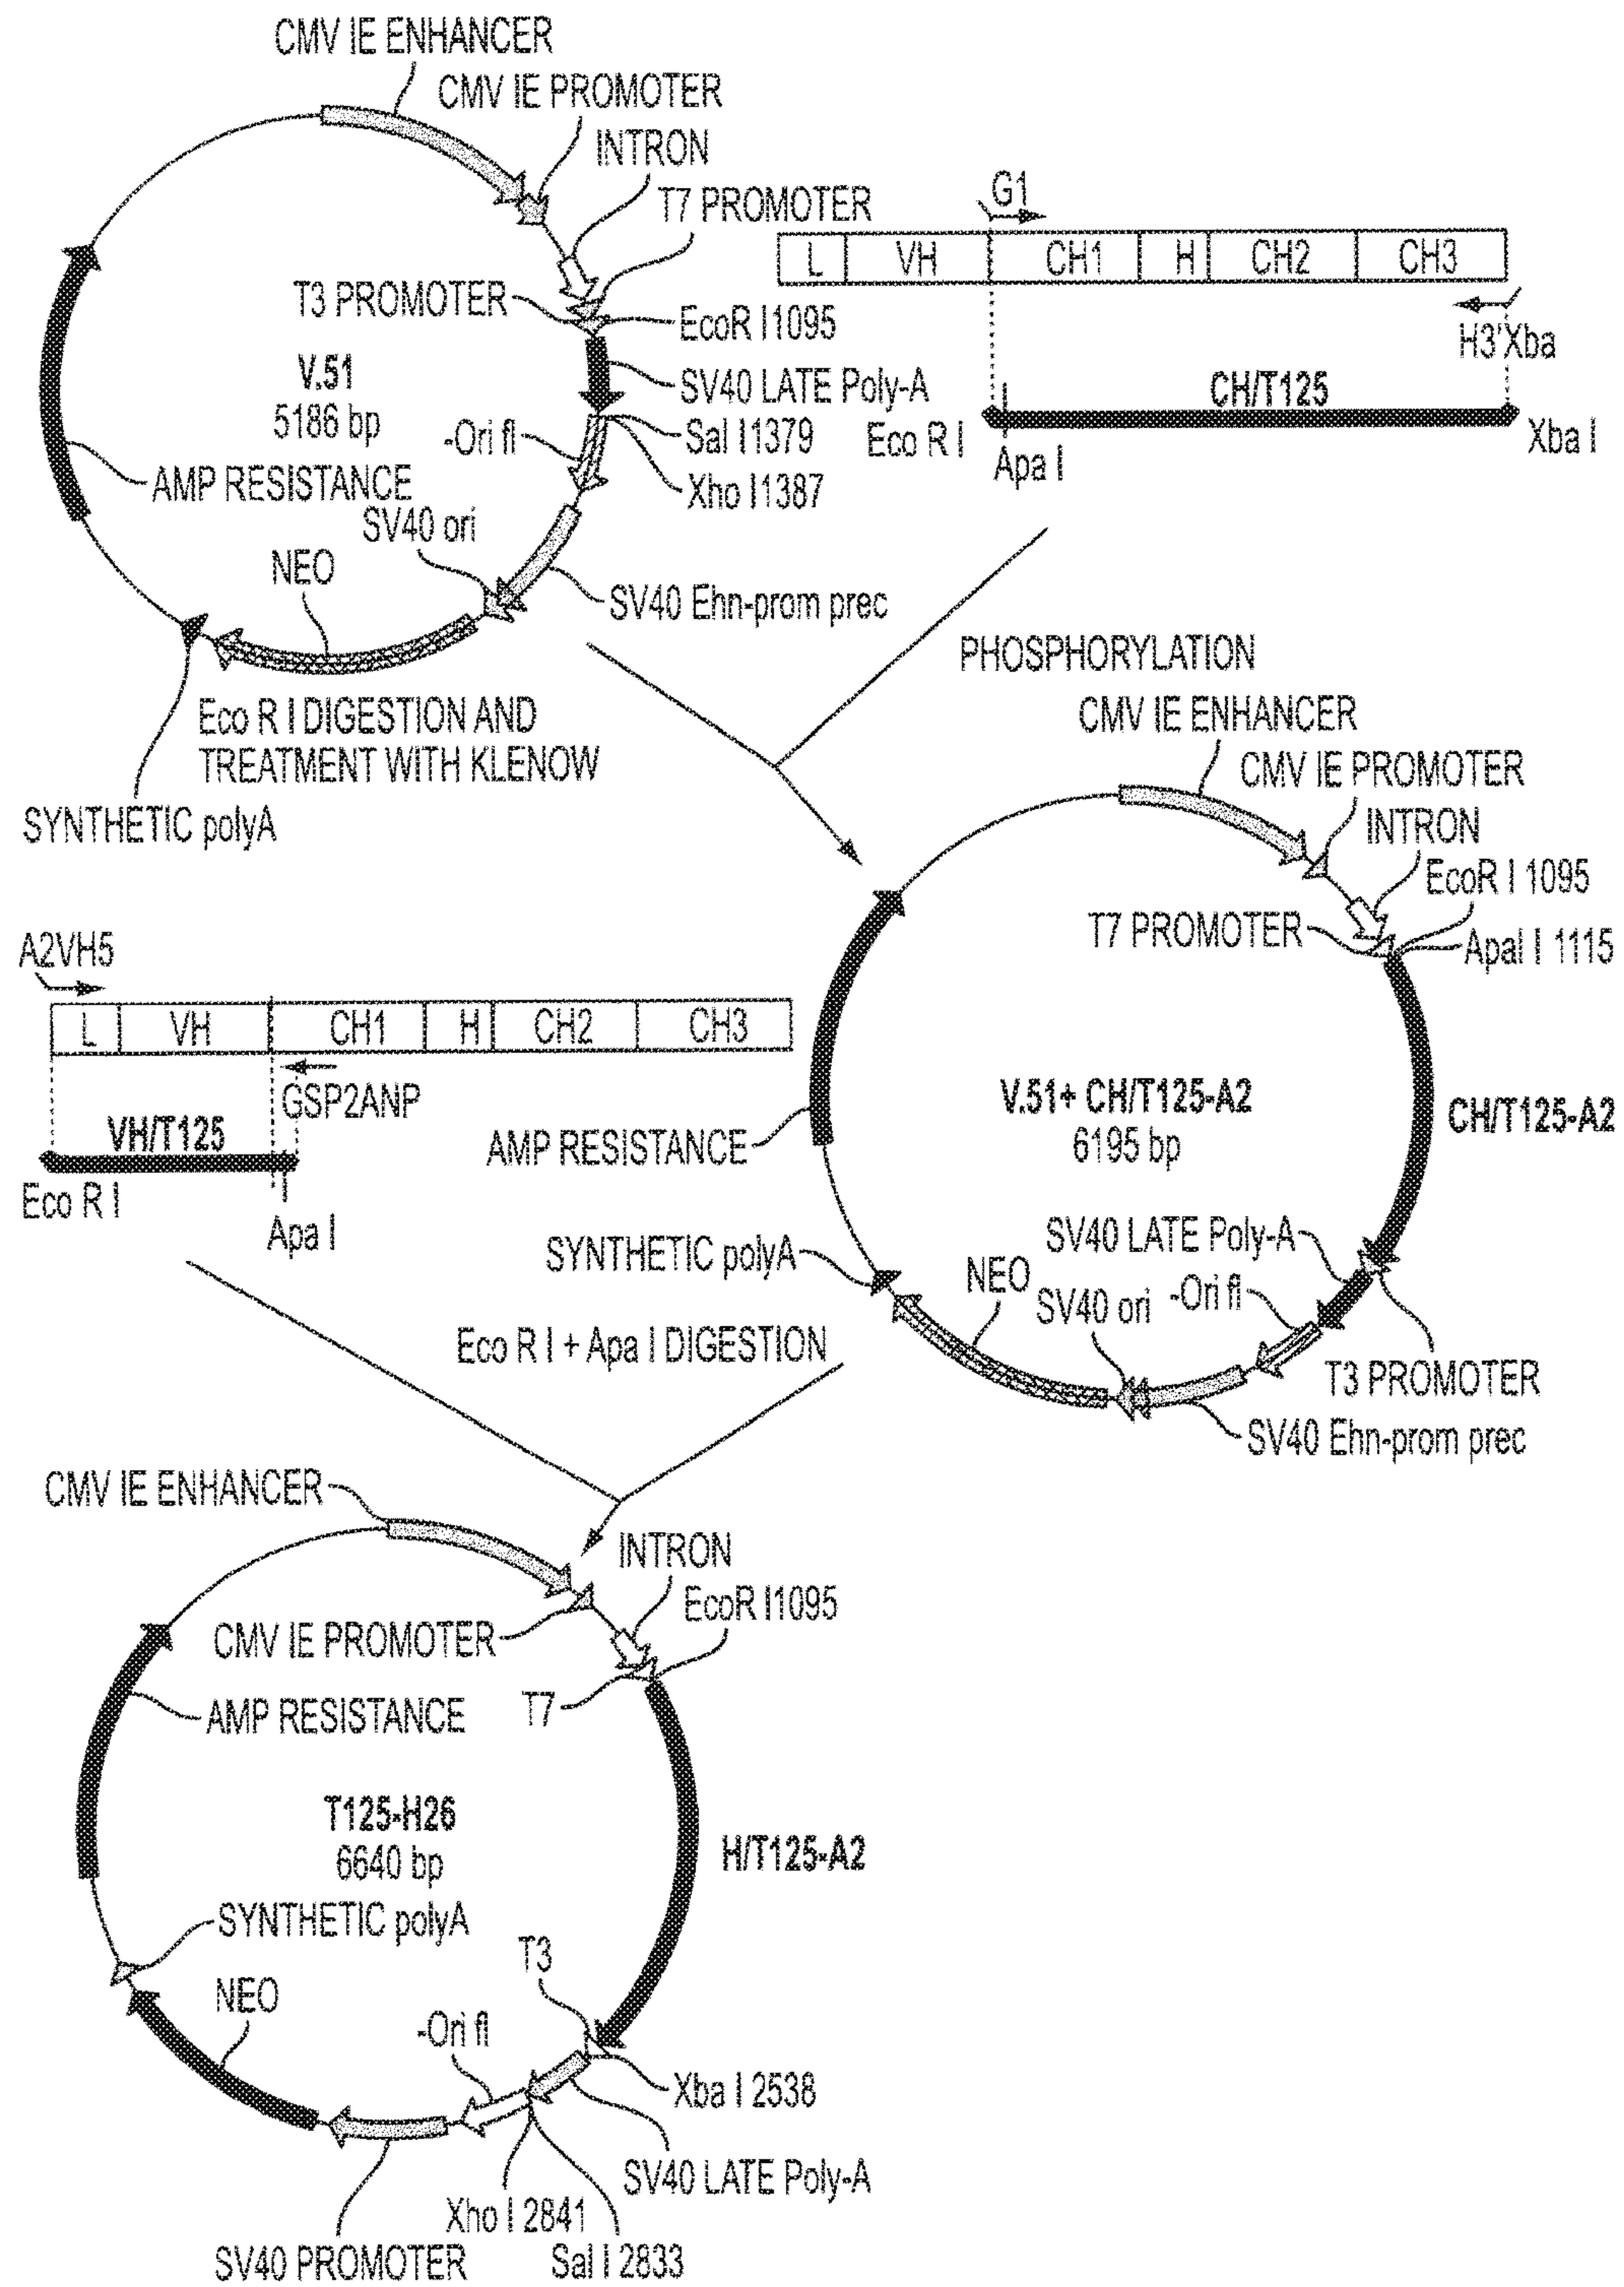 CMV IE ENHANCER
CMV IE PROMOTER
INTRON
T7 PROMOTER
T3 PROMOTER
EcoR I1095
V.51
5186 bp
SV40 LATE Poly-A
-Ori fl
Sal I1379
Xho I1387
AMP RESISTANCE
SV40 ori
NEO
SV40 Ehn-prom prec
Eco R I DIGESTION AND
TREATMENT WITH KLENOW
SYNTHETIC polyA
G1
L VH CH1 H CH2 CH3
H3'Xba
CH/T125
Eco R I
Apa I
Xba I
PHOSPHORYLATION
CMV IE ENHANCER
CMV IE PROMOTER
INTRON
EcoR I 1095
T7 PROMOTER
ApaI I 1115
V.51+ CH/T125-A2
6195 bp
CH/T125-A2
AMP RESISTANCE
SV40 LATE Poly-A
SYNTHETIC polyA
NEO
SV40 ori
-Ori fl
T3 PROMOTER
SV40 Ehn-prom prec
A2VH5
L VH CH1 H CH2 CH3
GSP2ANP
VH/T125
Eco R I
Apa I
Eco R I + Apa I DIGESTION
CMV IE ENHANCER
INTRON
EcoR I1095
CMV IE PROMOTER
T7
AMP RESISTANCE
T125-H26
6640 bp
H/T125-A2
SYNTHETIC polyA
T3
NEO
-Ori fl
Xba I 2538
SV40 LATE Poly-A
Xho I 2841
SV40 PROMOTER
Sal I 2833